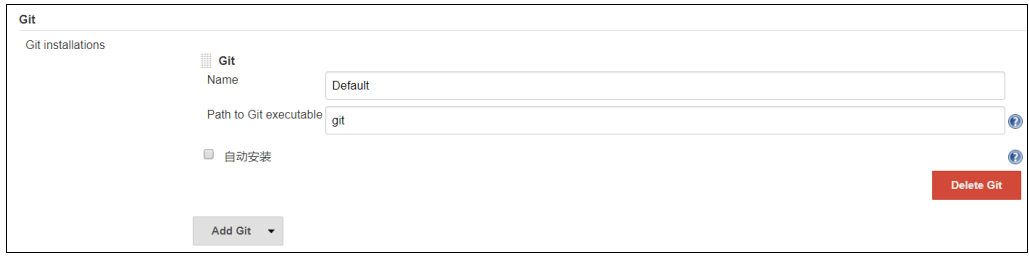 Git
Git installations
Git
Name
Default
Path to Git executable
git
自动安装
Delete Git
Add Git